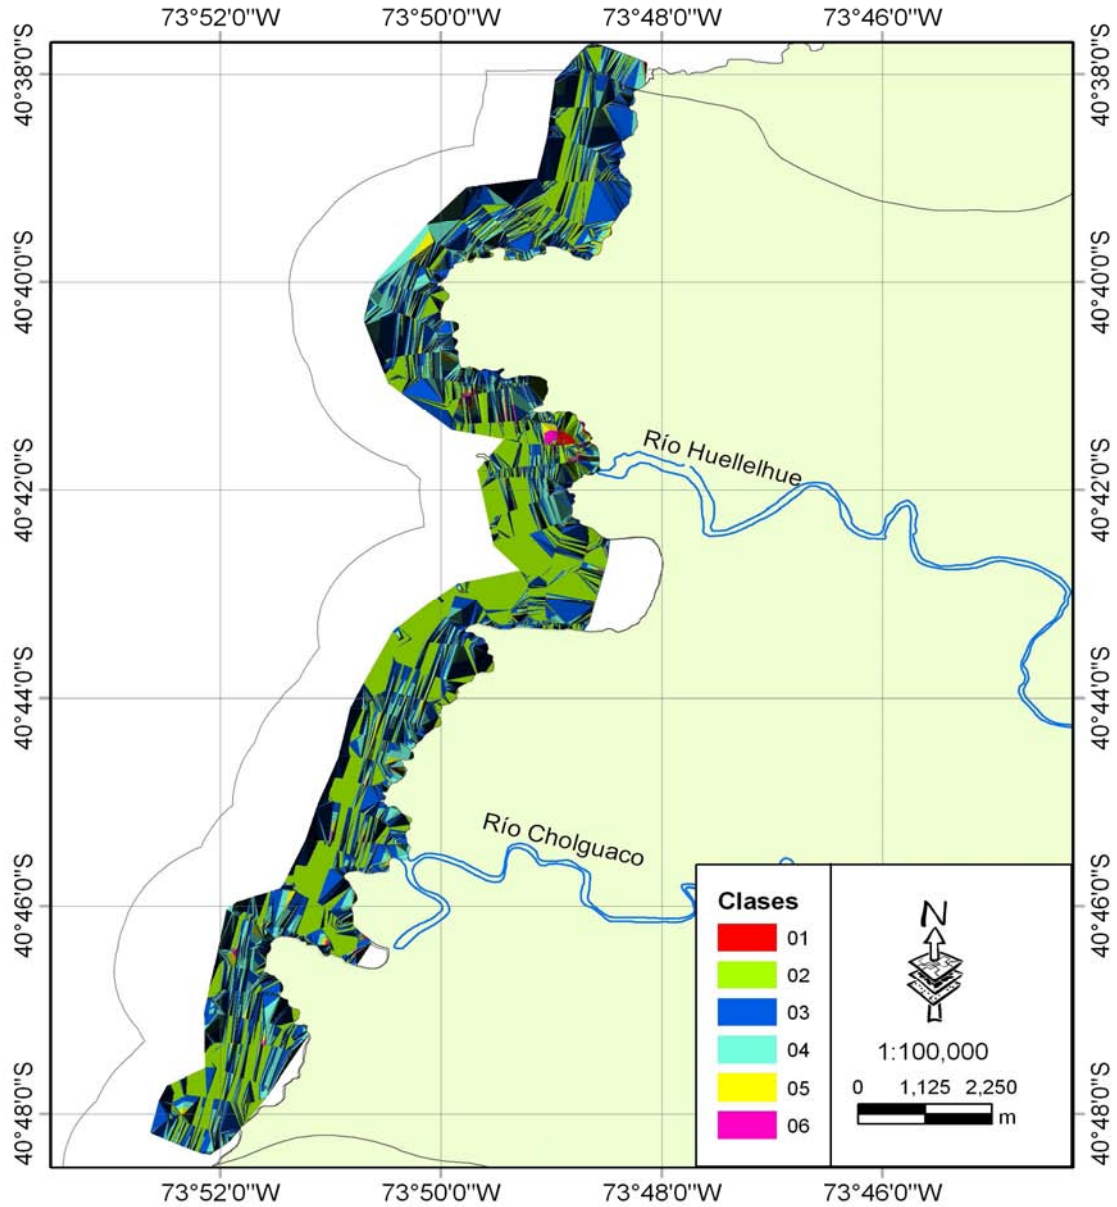 73°52'0"W 73°50'0"W 73°48'0"W 73°46'0"W
40°38'0"S 40°38'0"S
40°40'0"S 40°40'0"S
Río Huellelhue
40°42'0"S 40°42'0"S
40°44'0"S 40°44'0"S
Río Cholguaco
40°46'0"S 40°46'0"S
Clases
01
02
03
04
05
06
N
1:100,000
0 1,125 2,250
m
40°48'0"S 40°48'0"S
73°52'0"W 73°50'0"W 73°48'0"W 73°46'0"W